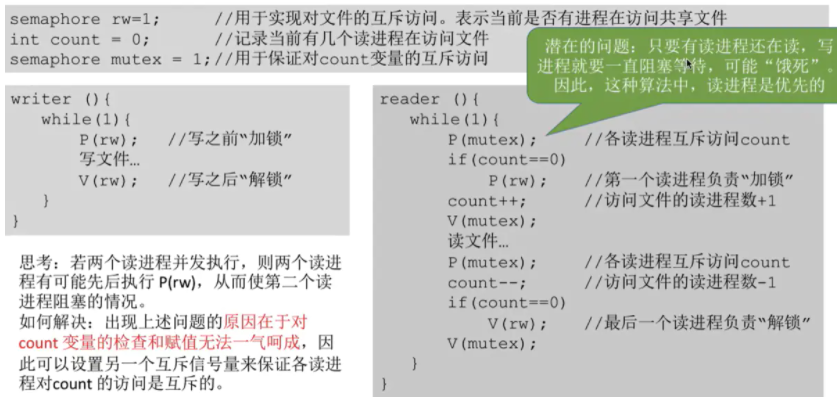 semaphore rw=1;      //用于实现对文件的互斥访问。表示当前是否有进程在访问共享文件
int count = 0;       //记录当前有几个读进程在访问文件
semaphore mutex = 1;//用于保证对count变量的互斥访问
潜在的问题：只要有读进程还在读，写
进程就要一直阻塞等待，可能“饿死”。
因此，这种算法中，读进程是优先的
writer (){
while(1){
P(rw);   //写之前“加锁”
写文件…
V(rw);   //写之后“解锁”
}
}
思考：若两个读进程并发执行，则两个读进
程有可能先后执行 P(rw)，从而使第二个读
进程阻塞的情况。
如何解决：出现上述问题的原因在于对
count 变量的检查和赋值无法一气呵成，因
此可以设置另一个互斥信号量来保证各读进
程对count 的访问是互斥的。
reader (){
while(1){
P(mutex);    //各读进程互斥访问count
if(count==0)
P(rw);    //第一个读进程负责“加锁”
count++;     //访问文件的读进程数+1
V(mutex);
读文件…
P(mutex);    //各读进程互斥访问count
count--;     //访问文件的读进程数-1
if(count==0)
V(rw);    //最后一个读进程负责“解锁”
V(mutex);
}
}